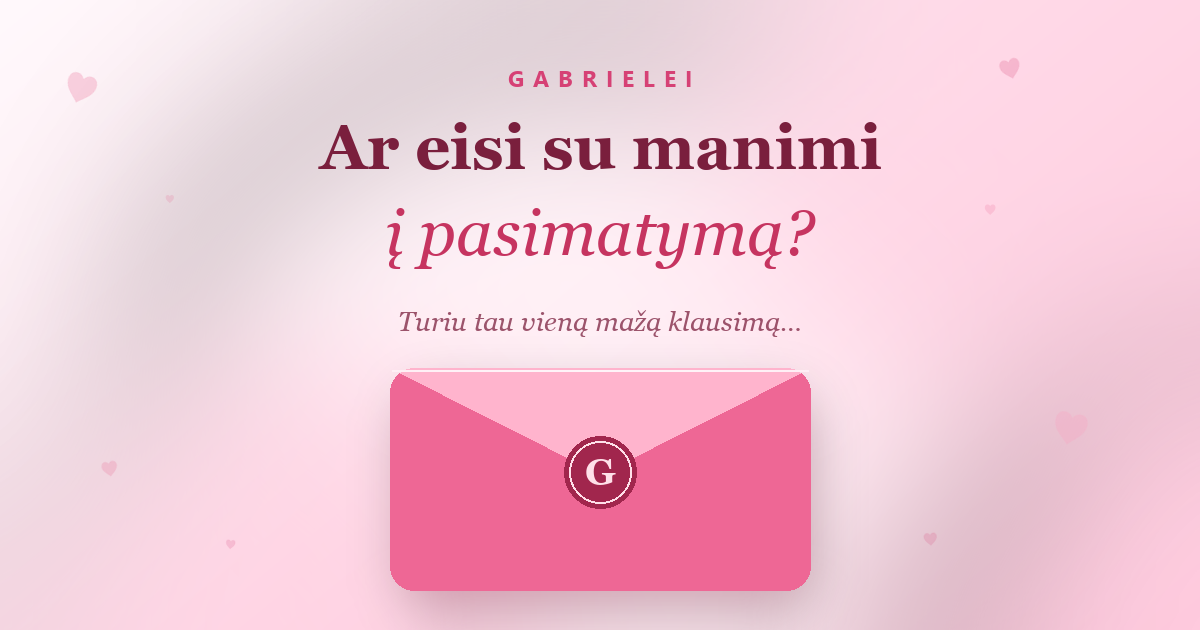 GABRIELEI
Ar eisi su manimi
į pasimatymą?
Turiu tau vieną mažą klausimą...
G